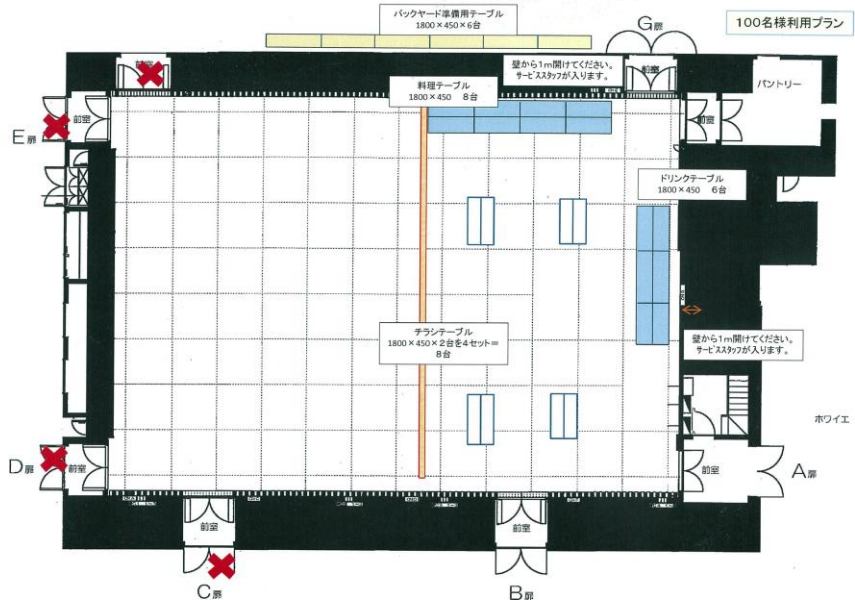 バックヤード準備用テーブル
1800×450×6台
100名様利用プラン
G扉
壁から1m開けてください。
サービススタッフが入ります。
前室
前室
パントリー
料理テーブル
1800×450 8台
前室
前室
E扉
ドリンクテーブル
1800×450 6台
チラシテーブル
1800×450×2台を4セット=
8台
壁から1m開けてください。
サービススタッフが入ります。
ホワイエ
D扉
前室
前室
A扉
前室
前室
C扉
B扉